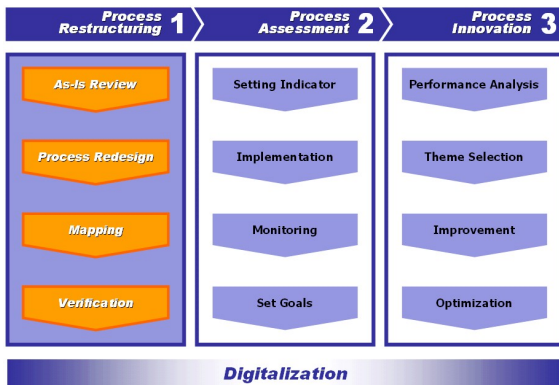 Process
Restructuring 1
Process
Assessment 2
Process
Innovation 3
As-Is Review
Process Redesign
Mapping
Verification
Setting Indicator
Implementation
Monitoring
Set Goals
Performance Analysis
Theme Selection
Improvement
Optimization
Digitalization